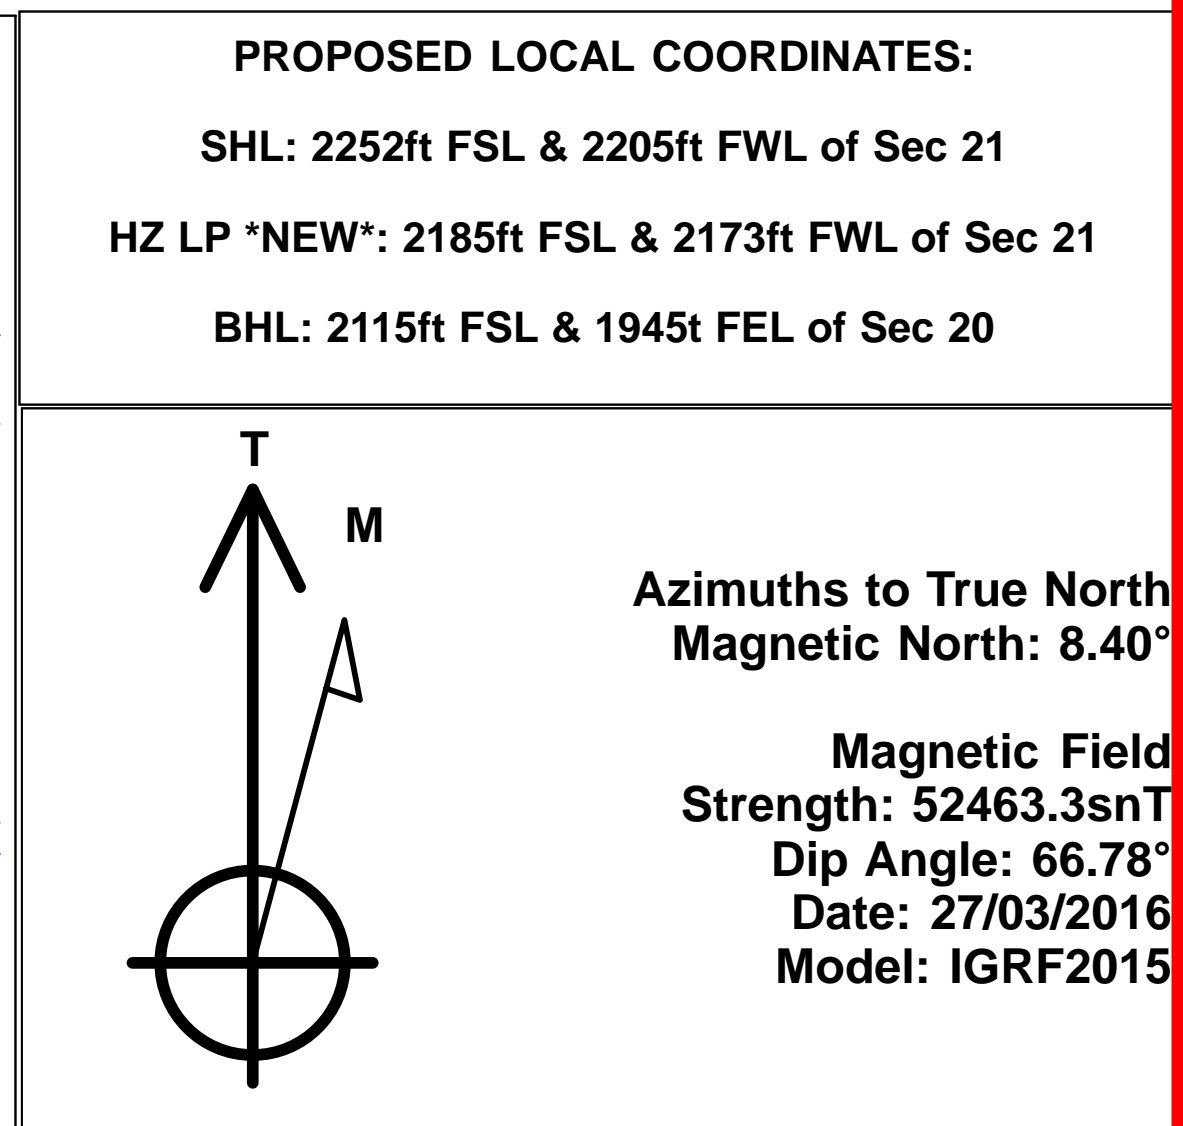 PROPOSED LOCAL COORDINATES:
SHL: 2252ft FSL & 2205ft FWL of Sec 21
HZ LP *NEW*: 2185ft FSL & 2173ft FWL of Sec 21
BHL: 2115ft FSL & 1945t FEL of Sec 20
T
M
Azimuths to True North
Magnetic North: 8.40°
Magnetic Field
Strength: 52463.3snT
Dip Angle: 66.78°
Date: 27/03/2016
Model: IGRF2015